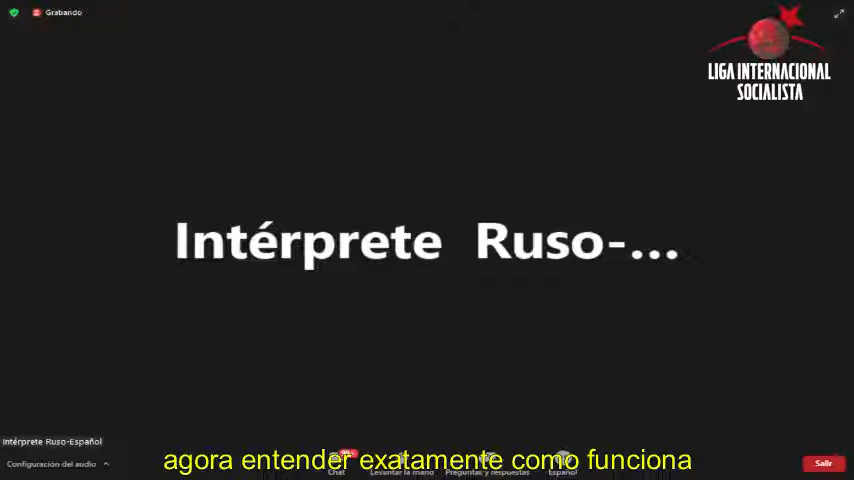 Grabando
LIGA INTERNACIONAL
SOCIALISTA
Intérprete Ruso-...
Intérprete Ruso-Español
Configuración del audio
99+
Chat
Levantar la mano
Preguntas y respuestas
Español
Salir
agora entender exatamente como funciona